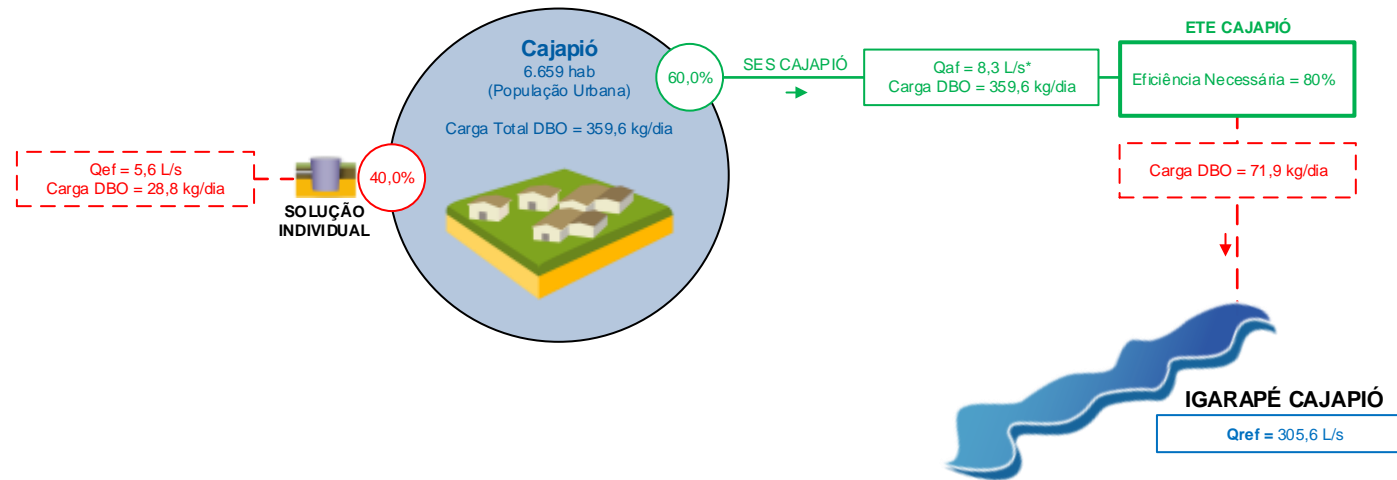 Cajapió
6.659 hab
(População Urbana)
Carga Total DBO = 359,6 kg/dia
Qef = 5,6 L/s
Carga DBO = 28,8 kg/dia
SOLUÇÃO
INDIVIDUAL
40,0%
60,0%
SES CAJAPIÓ
Qaf = 8,3 L/s*
Carga DBO = 359,6 kg/dia
ETE CAJAPIÓ
Eficiência Necessária = 80%
Carga DBO = 71,9 kg/dia
IGARAPÉ CAJAPIÓ
Qref = 305,6 L/s